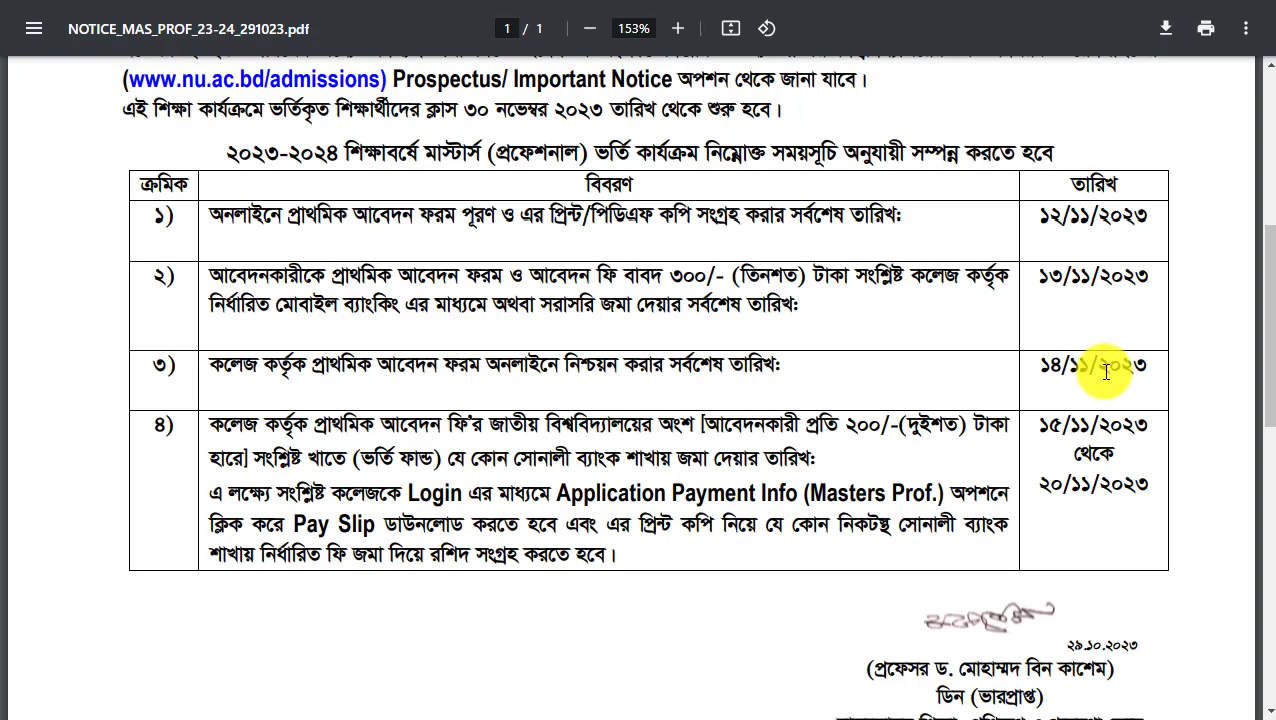 NOTICE_MAS_PROF_23-24_291023.pdf
1 / 1
153%
(www.nu.ac.bd/admissions) Prospectus/ Important Notice অপশন থেকে জানা যাবে।
এই শিক্ষা কার্যক্রমে ভর্তিকৃত শিক্ষার্থীদের ক্লাস ৩০ নভেম্বর ২০২৩ তারিখ থেকে শুরু হবে।
২০২৩-২০২৪ শিক্ষাবর্ষে মাস্টার্স (প্রফেশনাল) ভর্তি কার্যক্রম নিম্নোক্ত সময়সূচি অনুযায়ী সম্পন্ন করতে হবে
ক্রমিক বিবরণ তারিখ
১) অনলাইনে প্রাথমিক আবেদন ফরম পূরণ ও এর প্রিন্ট/পিডিএফ কপি সংগ্রহ করার সর্বশেষ তারিখ: ১২/১১/২০২৩
২) আবেদনকারীকে প্রাথমিক আবেদন ফরম ও আবেদন ফি বাবদ ৩০০/- (তিনশত) টাকা সংশ্লিষ্ট কলেজ কর্তৃক ১৩/১১/২০২৩
নির্ধারিত মোবাইল ব্যাংকিং এর মাধ্যমে অথবা সরাসরি জমা দেয়ার সর্বশেষ তারিখ:
৩) কলেজ কর্তৃক প্রাথমিক আবেদন ফরম অনলাইনে নিশ্চয়ন করার সর্বশেষ তারিখ: ১৪/১১/২০২৩
৪) কলেজ কর্তৃক প্রাথমিক আবেদন ফি'র জাতীয় বিশ্ববিদ্যালয়ের অংশ [আবেদনকারী প্রতি ২০০/-(দুইশত) টাকা ১৫/১১/২০২৩
হারে] সংশ্লিষ্ট খাতে (ভর্তি ফান্ড) যে কোন সোনালী ব্যাংক শাখায় জমা দেয়ার তারিখ: থেকে
এ লক্ষ্যে সংশ্লিষ্ট কলেজকে Login এর মাধ্যমে Application Payment Info (Masters Prof.) অপশনে ২০/১১/২০২৩
ক্লিক করে Pay Slip ডাউনলোড করতে হবে এবং এর প্রিন্ট কপি নিয়ে যে কোন নিকটস্থ সোনালী ব্যাংক
শাখায় নির্ধারিত ফি জমা দিয়ে রশিদ সংগ্রহ করতে হবে।
২৯.১০.২০২৩
(প্রফেসর ড. মোহাম্মদ বিন কাশেম)
ডিন (ভারপ্রাপ্ত)